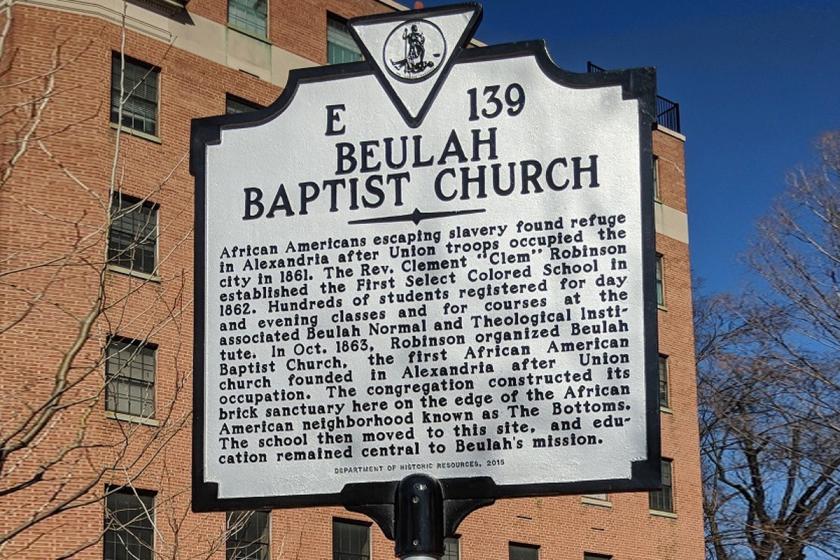 E 139
BEULAH
BAPTIST CHURCH
African Americans escaping slavery found refuge
in Alexandria after Union troops occupied the
city in 1861. The Rev. Clement "Clem" Robinson
established the First Select Colored School in
1862. Hundreds of students registered for day
and evening classes and for courses at the
associated Beulah Normal and Theological Insti-
tute. In Oct. 1863, Robinson organized Beulah
Baptist Church, the first African American
church founded in Alexandria after Union
occupation. The congregation constructed its
brick sanctuary here on the edge of the African
American neighborhood known as The Bottoms.
The school then moved to this site, and edu-
cation remained central to Beulah's mission.
DEPARTMENT OF HISTORIC RESOURCES, 2015